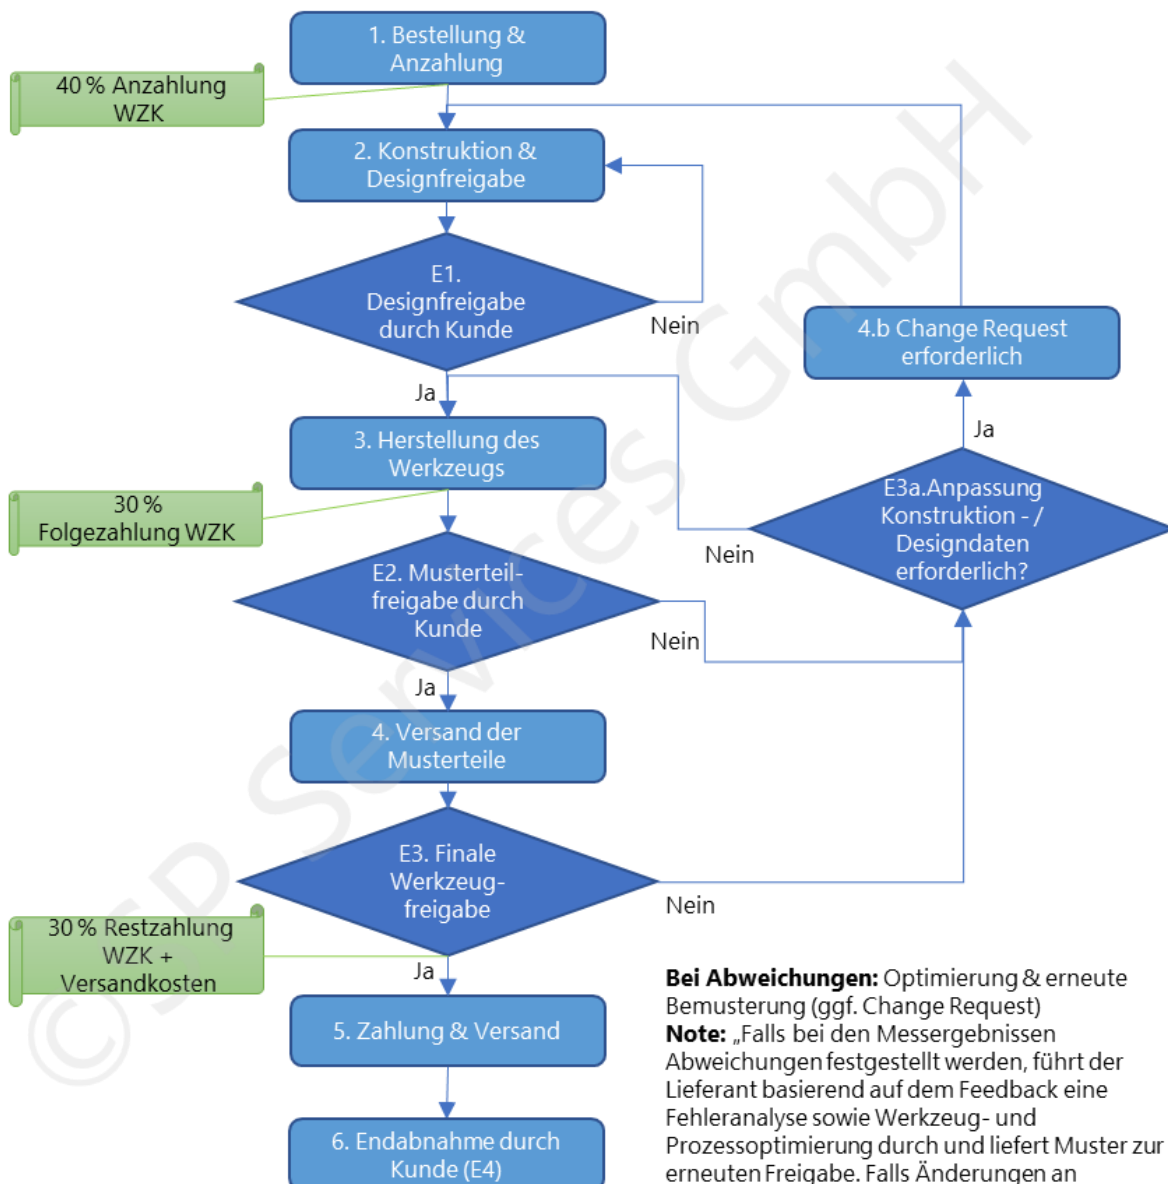 1. Bestellung &
Anzahlung
40 % Anzahlung
WZK
2. Konstruktion &
Designfreigabe
E1.
Designfreigabe
durch Kunde
Nein
4.b Change Request
erforderlich
Ja
Ja
3. Herstellung des
Werkzeugs
E3a.Anpassung
Konstruktion - /
Designdaten
erforderlich?
30 %
Folgezahlung WZK
Nein
E2. Musterteil-
freigabe durch
Kunde
Nein
Ja
4. Versand der
Musterteile
E3. Finale
Werkzeug-
freigabe
Nein
30 % Restzahlung
WZK +
Versandkosten
Ja
5. Zahlung & Versand
6. Endabnahme durch
Kunde (E4)
Bei Abweichungen: Optimierung & erneute
Bemusterung (ggf. Change Request)
Note: „Falls bei den Messergebnissen
Abweichungen festgestellt werden, führt der
Lieferant basierend auf dem Feedback eine
Fehleranalyse sowie Werkzeug- und
Prozessoptimierung durch und liefert Muster zur
erneuten Freigabe. Falls Änderungen an
© SP Services GmbH